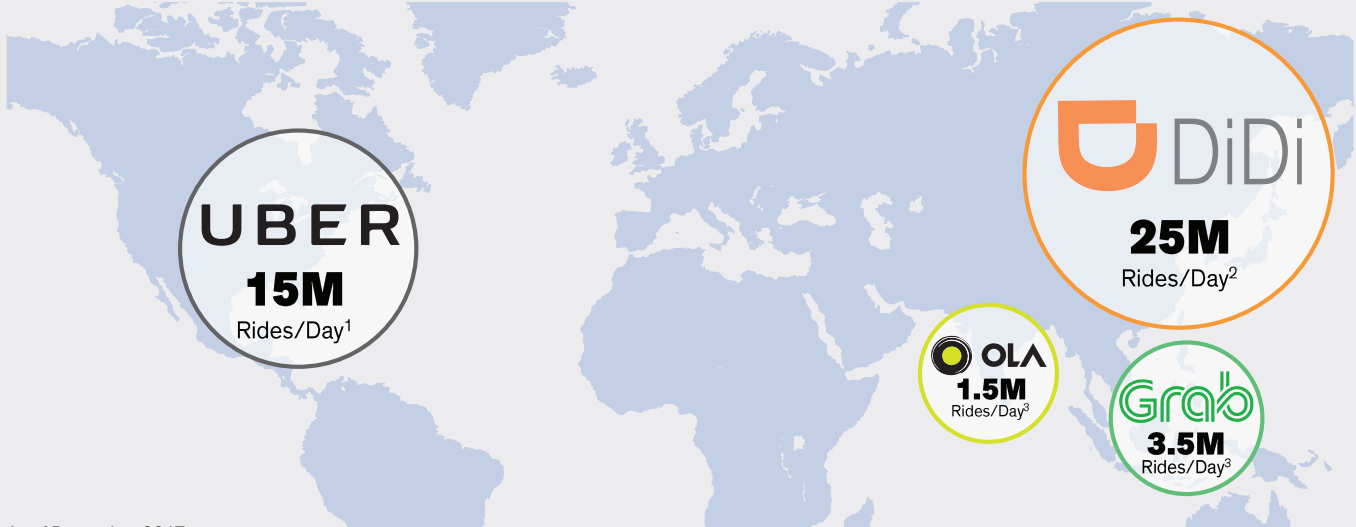 UBER
15M
Rides/Day1
DiDi
25M
Rides/Day2
OLA
1.5M
Rides/Day3
Grab
3.5M
Rides/Day3